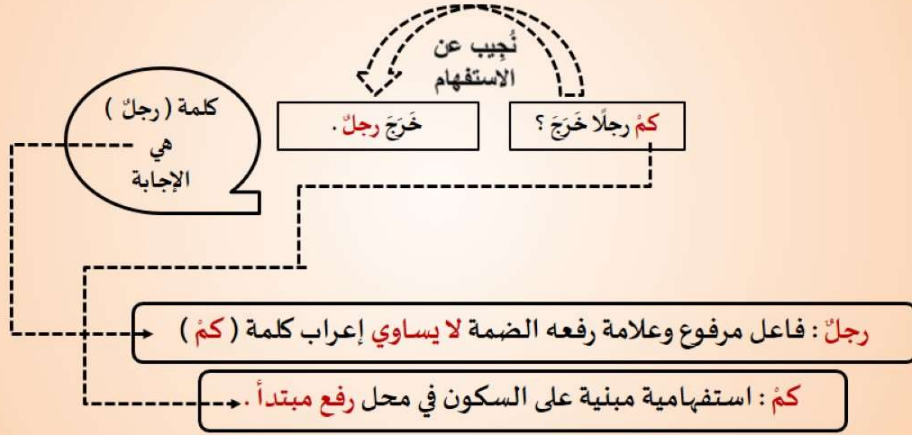 نُجِيب عن
الاستفهام
كمْ رجلًا خَرَجَ ؟
خَرَجَ رجلٌ .
كلمة ( رجلٌ )
هي
الإجابة
رجلٌ : فاعل مرفوع وعلامة رفعه الضمة لا يساوي إعراب كلمة ( كمْ )
كمْ : استفهامية مبنية على السكون في محل رفع مبتدأ .